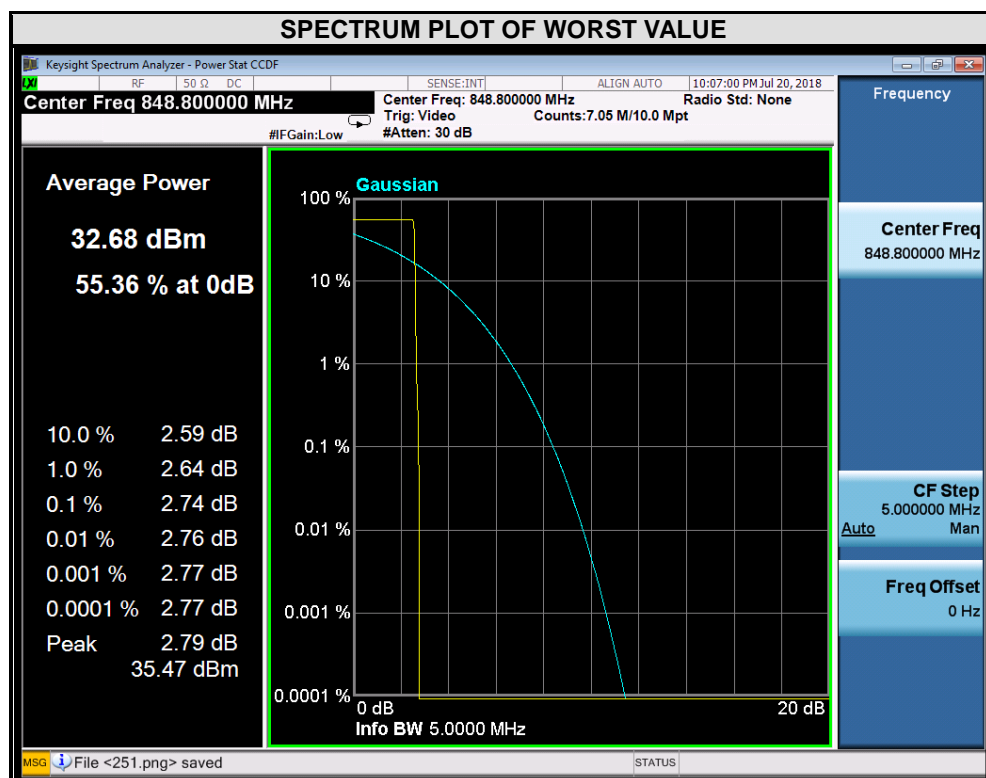 SPECTRUM PLOT OF WORST VALUE
Keysight Spectrum Analyzer - Power Stat CCDF
LXI RF 50 Ω DC SENSE:INT ALIGN AUTO 10:07:00 PM Jul 20, 2018
Center Freq 848.800000 MHz
#IFGain:Low
Center Freq: 848.800000 MHz Radio Std: None
Trig: Video Counts:7.05 M/10.0 Mpt
#Atten: 30 dB
Frequency
Average Power
32.68 dBm
55.36 % at 0dB
10.0 % 2.59 dB
1.0 % 2.64 dB
0.1 % 2.74 dB
0.01 % 2.76 dB
0.001 % 2.77 dB
0.0001 % 2.77 dB
Peak 2.79 dB
35.47 dBm
Gaussian
100 %
10 %
1 %
0.1 %
0.01 %
0.001 %
0.0001 %
0 dB 20 dB
Info BW 5.0000 MHz
Center Freq
848.800000 MHz
CF Step
5.000000 MHz
Auto Man
Freq Offset
0 Hz
MSG File <251.png> saved STATUS